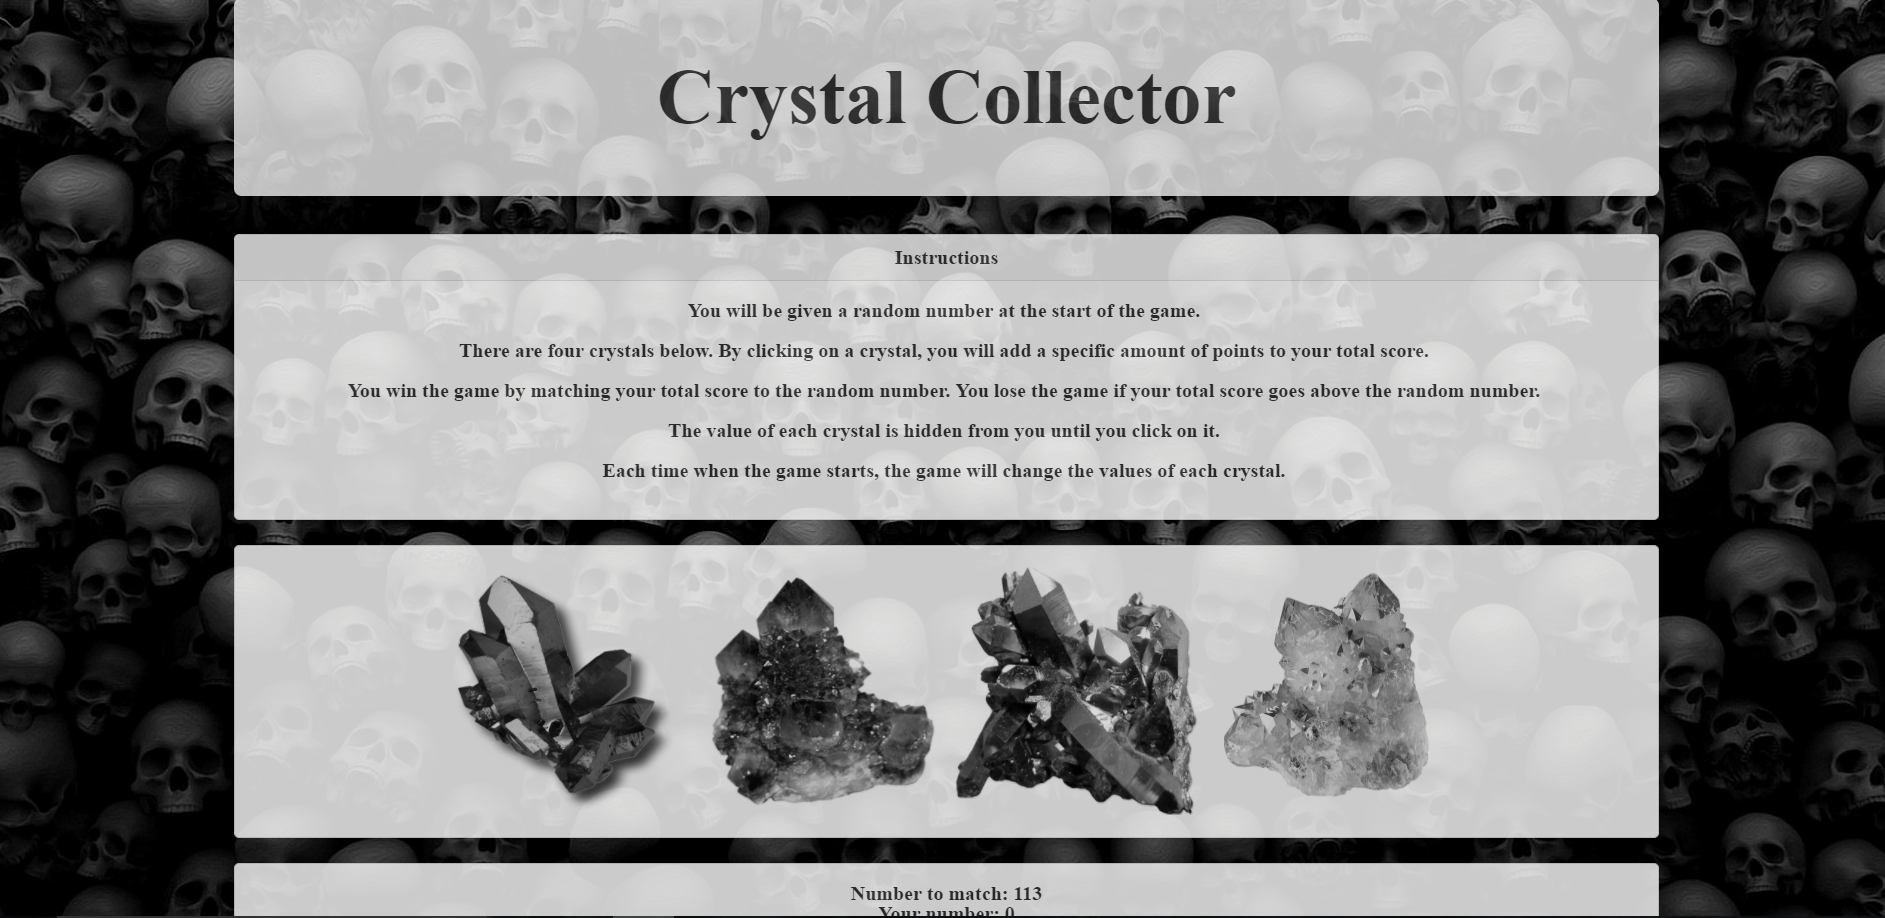 Crystal Collector
Instructions
You will be given a random number at the start of the game.
There are four crystals below. By clicking on a crystal, you will add a specific amount of points to your total score.
You win the game by matching your total score to the random number. You lose the game if your total score goes above the random number.
The value of each crystal is hidden from you until you click on it.
Each time when the game starts, the game will change the values of each crystal.
Number to match: 113
Your number: 0